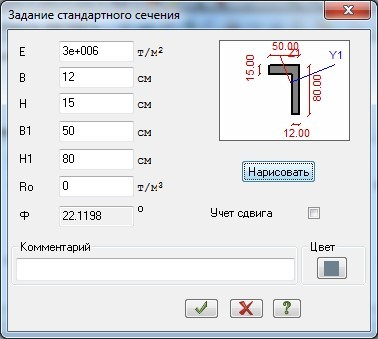 Задание стандартного сечения
E 3e+006 т/м²
B 12 см
H 15 см
B1 50 см
H1 80 см
Ro 0 т/м³
Ф 22.1198 °
50.00
Z1
Y1
15.00
80.00
12.00
Нарисовать
Учет сдвига
Комментарий
Цвет
?